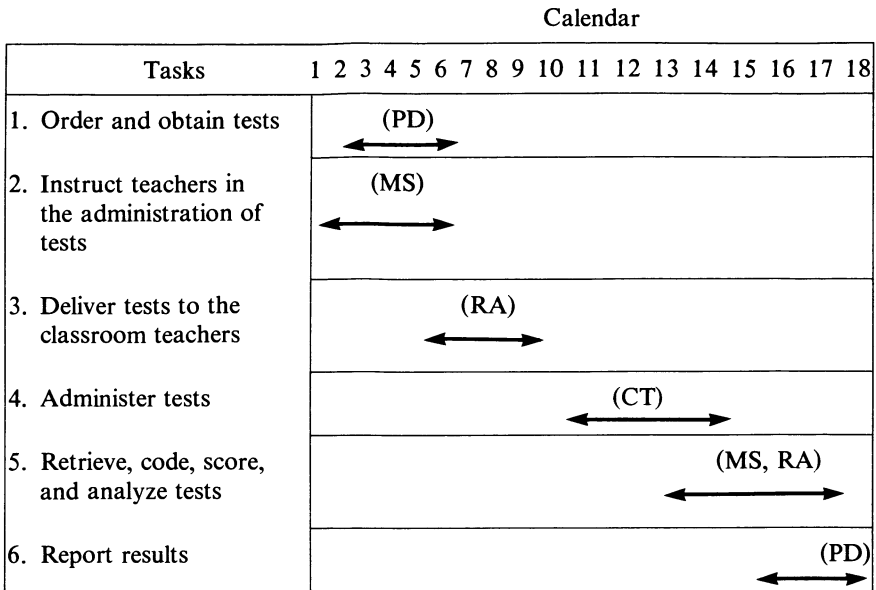 Calendar
Tasks 1 2 3 4 5 6 7 8 9 10 11 12 13 14 15 16 17 18
1. Order and obtain tests (PD)
2. Instruct teachers in (MS)
the administration of
tests
3. Deliver tests to the (RA)
classroom teachers
4. Administer tests (CT)
5. Retrieve, code, score, (MS, RA)
and analyze tests
6. Report results (PD)